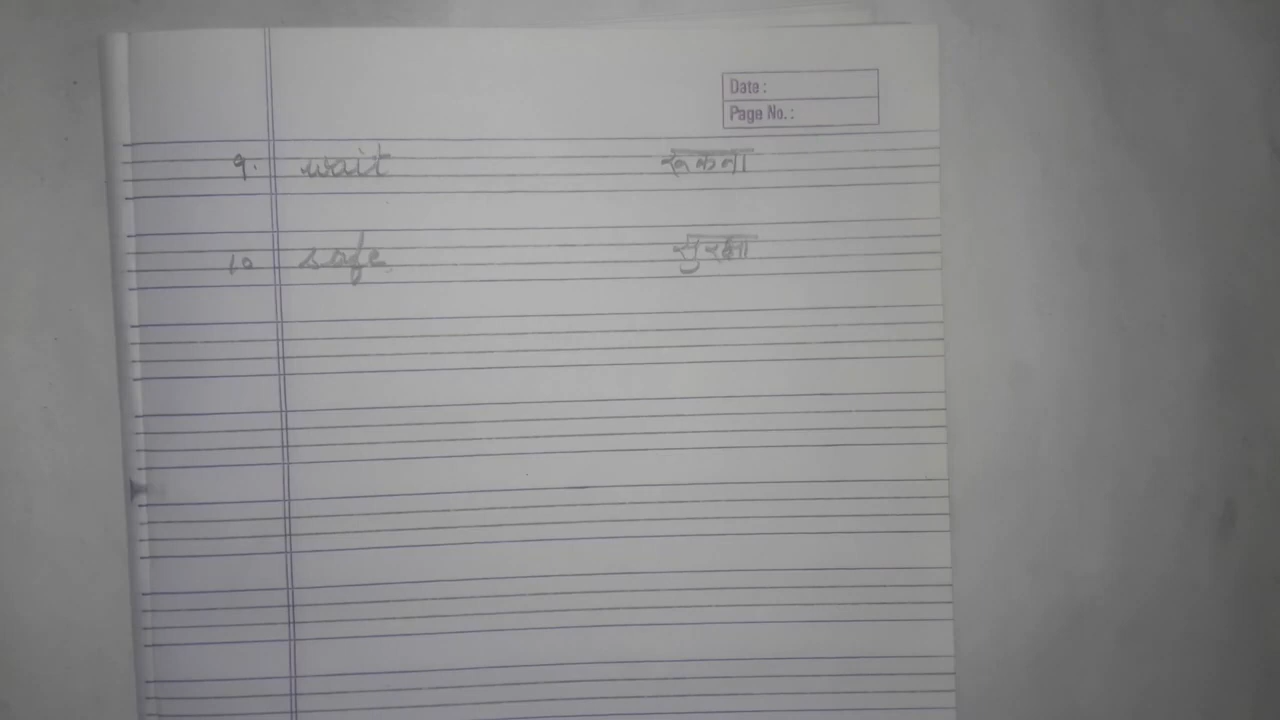 Date :
Page No. :
9. wait रूकना
10 safe सुरक्षा